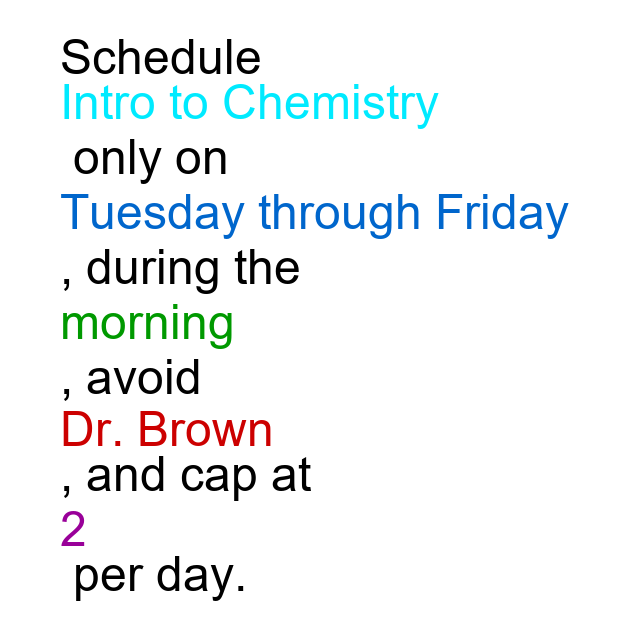 Schedule
Intro to Chemistry
only on
Tuesday through Friday
, during the
morning
, avoid
Dr. Brown
, and cap at
2
per day.